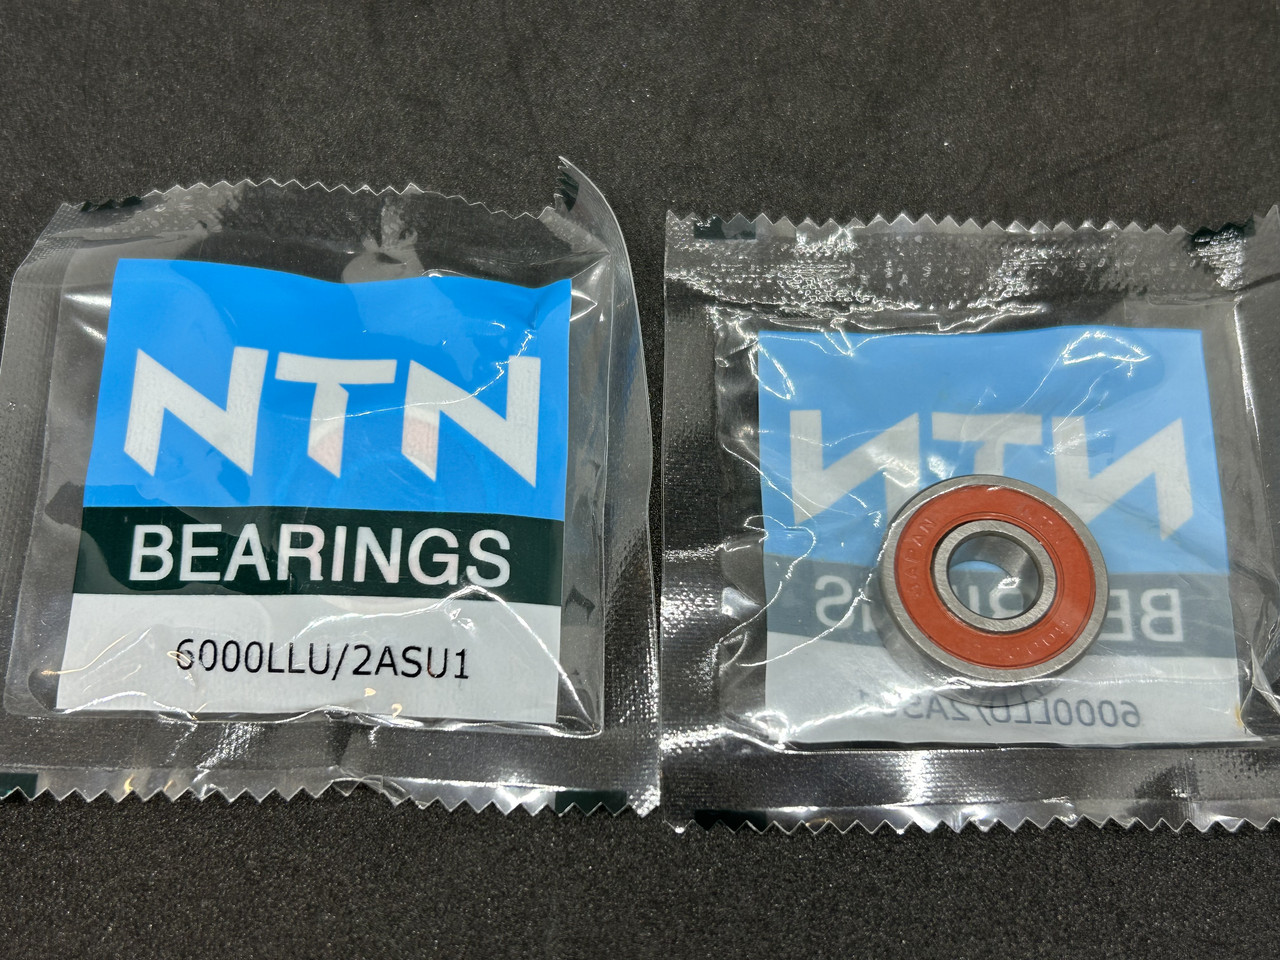 NTN
BEARINGS
6000LLU/2ASU1
NTN
JAPAN